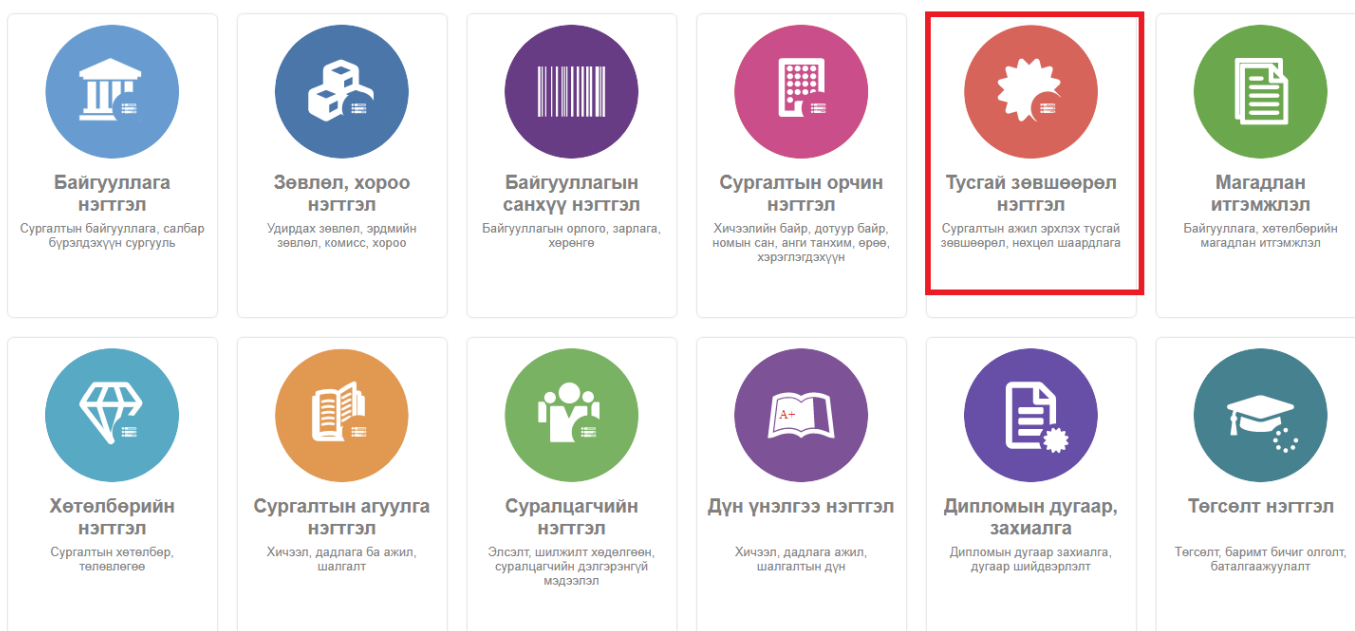 Байгууллага
нэгтгэл
Сургалтын байгууллага, салбар
бүрэлдэхүүн сургууль
Зөвлөл, хороо
нэгтгэл
Удирдах зөвлөл, эрдмийн
зөвлөл, комисс, хороо
Байгууллагын
санхүү нэгтгэл
Байгууллагын орлого, зарлага,
хөрөнгө
Сургалтын орчин
нэгтгэл
Хичээлийн байр, дотуур байр,
номын сан, анги танхим, өрөө,
хэрэглэгдэхүүн
Тусгай зөвшөөрөл
нэгтгэл
Сургалтын ажил эрхлэх тусгай
зөвшөөрөл, нөхцөл шаардлага
Магадлан
итгэмжлэл
Байгууллага, хөтөлбөрийн
магадлан итгэмжлэл
Хөтөлбөрийн
нэгтгэл
Сургалтын хөтөлбөр,
төлөвлөгөө
Сургалтын агуулга
нэгтгэл
Хичээл, дадлага ба ажил,
шалгалт
Суралцагчийн
нэгтгэл
Элсэлт, шилжилт хөдөлгөөн,
суралцагчийн дэлгэрэнгүй
мэдээлэл
A+
Дүн үнэлгээ нэгтгэл
Хичээл, дадлага ажил,
шалгалтын дүн
Дипломын дугаар,
захиалга
Дипломын дугаар захиалга,
дугаар шийдвэрлэлт
Төгсөлт нэгтгэл
Төгсөлт, баримт бичиг олголт,
баталгаажуулалт